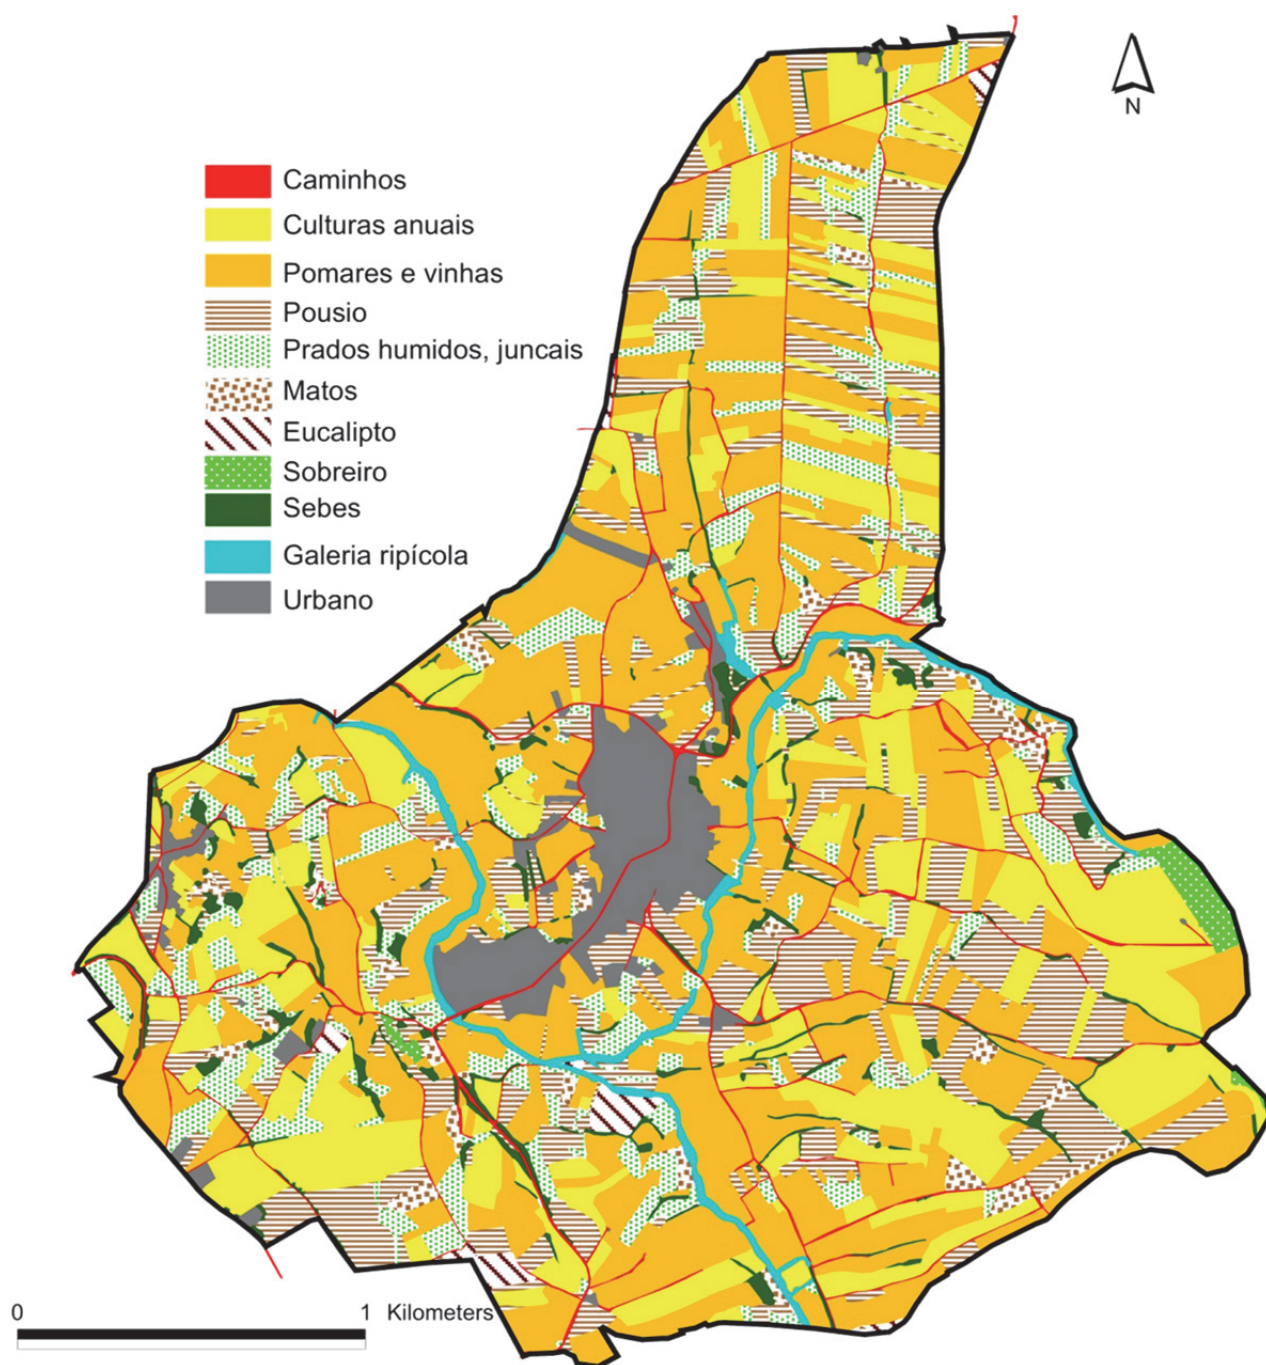 N
Caminhos
Culturas anuais
Pomares e vinhas
Pousio
Prados humidos, juncais
Matos
Eucalipto
Sobreiro
Sebes
Galeria ripícola
Urbano
0 1 Kilometers